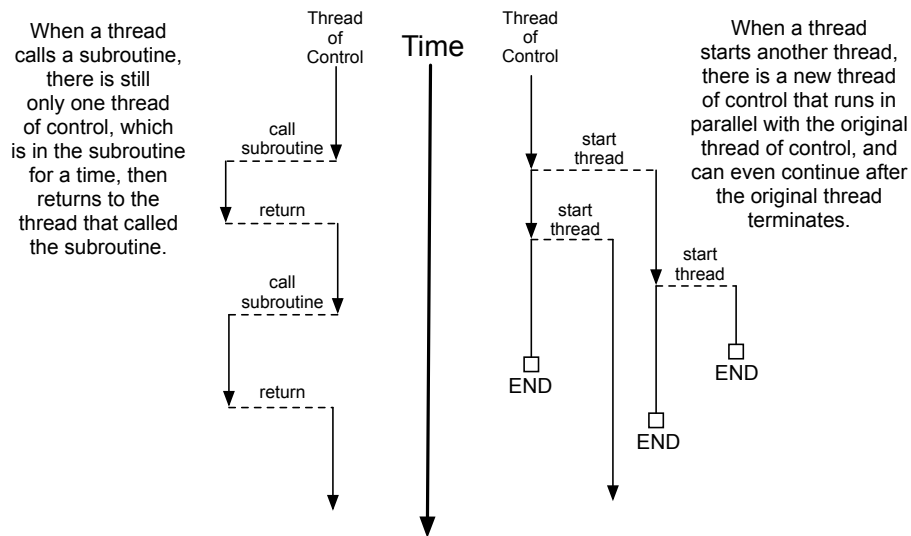 When a thread
calls a subroutine,
there is still
only one thread
of control, which
is in the subroutine
for a time, then
returns to the
thread that called
the subroutine.
Thread
of
Control
call
subroutine
return
call
subroutine
return
Time
Thread
of
Control
start
thread
start
thread
start
thread
END
END
END
When a thread
starts another thread,
there is a new thread
of control that runs in
parallel with the original
thread of control, and
can even continue after
the original thread
terminates.